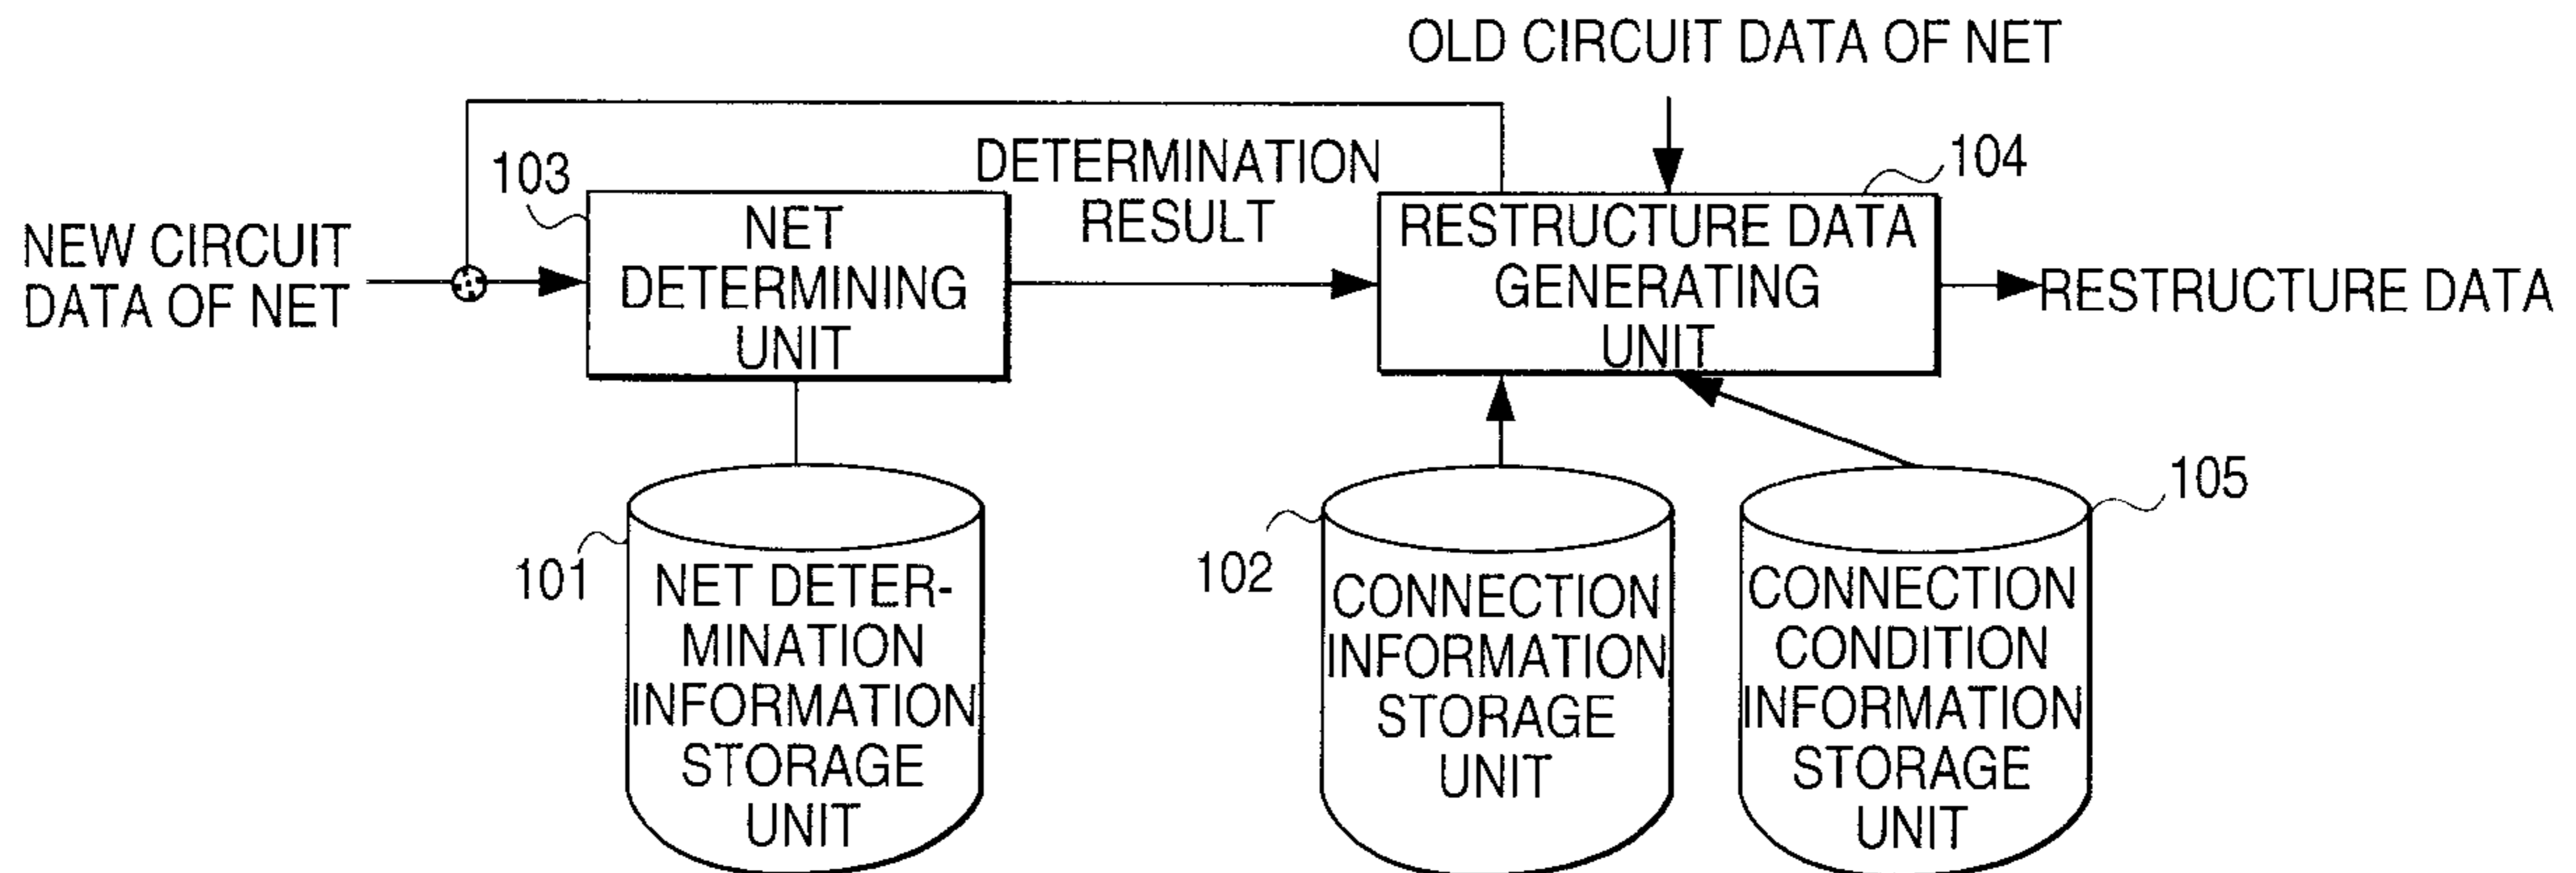 OLD CIRCUIT DATA OF NET
103
DETERMINATION
RESULT
104
NEW CIRCUIT
DATA OF NET
NET
DETERMINING
UNIT
RESTRUCTURE DATA
GENERATING
UNIT
RESTRUCTURE DATA
101
NET DETER-
MINATION
INFORMATION
STORAGE
UNIT
102
CONNECTION
INFORMATION
STORAGE
UNIT
105
CONNECTION
CONDITION
INFORMATION
STORAGE
UNIT